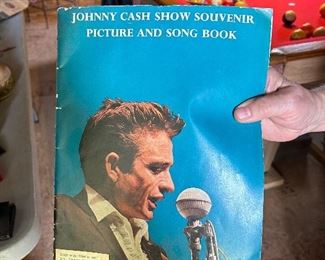 JOHNNY CASH SHOW SOUVENIR
PICTURE AND SONG BOOK